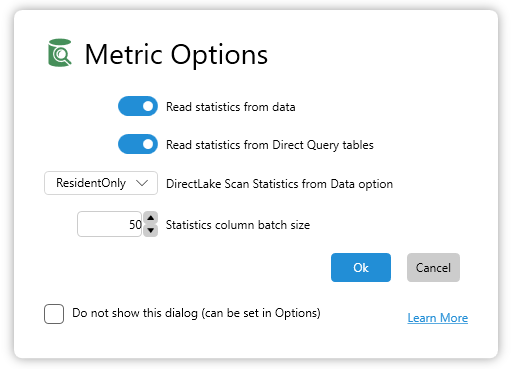 Metric Options
Read statistics from data
Read statistics from Direct Query tables
ResidentOnly DirectLake Scan Statistics from Data option
50 Statistics column batch size
Ok Cancel
Do not show this dialog (can be set in Options)
Learn More